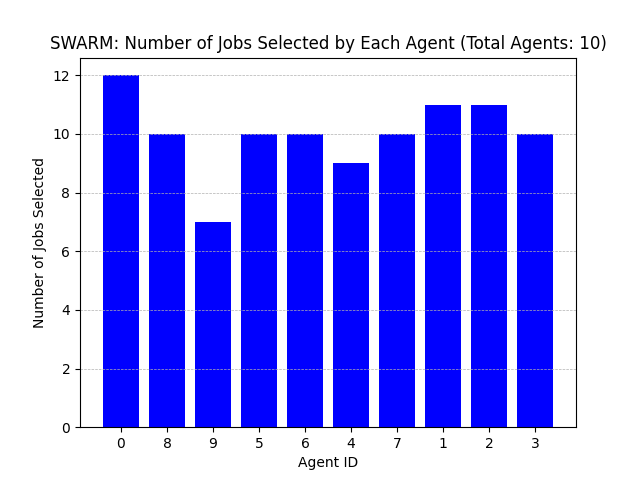 SWARM: Number of Jobs Selected by Each Agent (Total Agents: 10)
12
10
8
6
4
2
0
Number of Jobs Selected
0 8 9 5 6 4 7 1 2 3
Agent ID